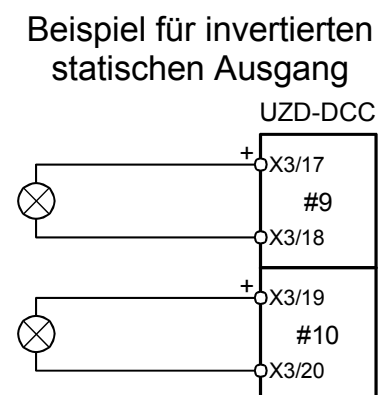 Beispiel für invertierten
statischen Ausgang
UZD-DCC
+
X3/17
#9
X3/18
+
X3/19
#10
X3/20